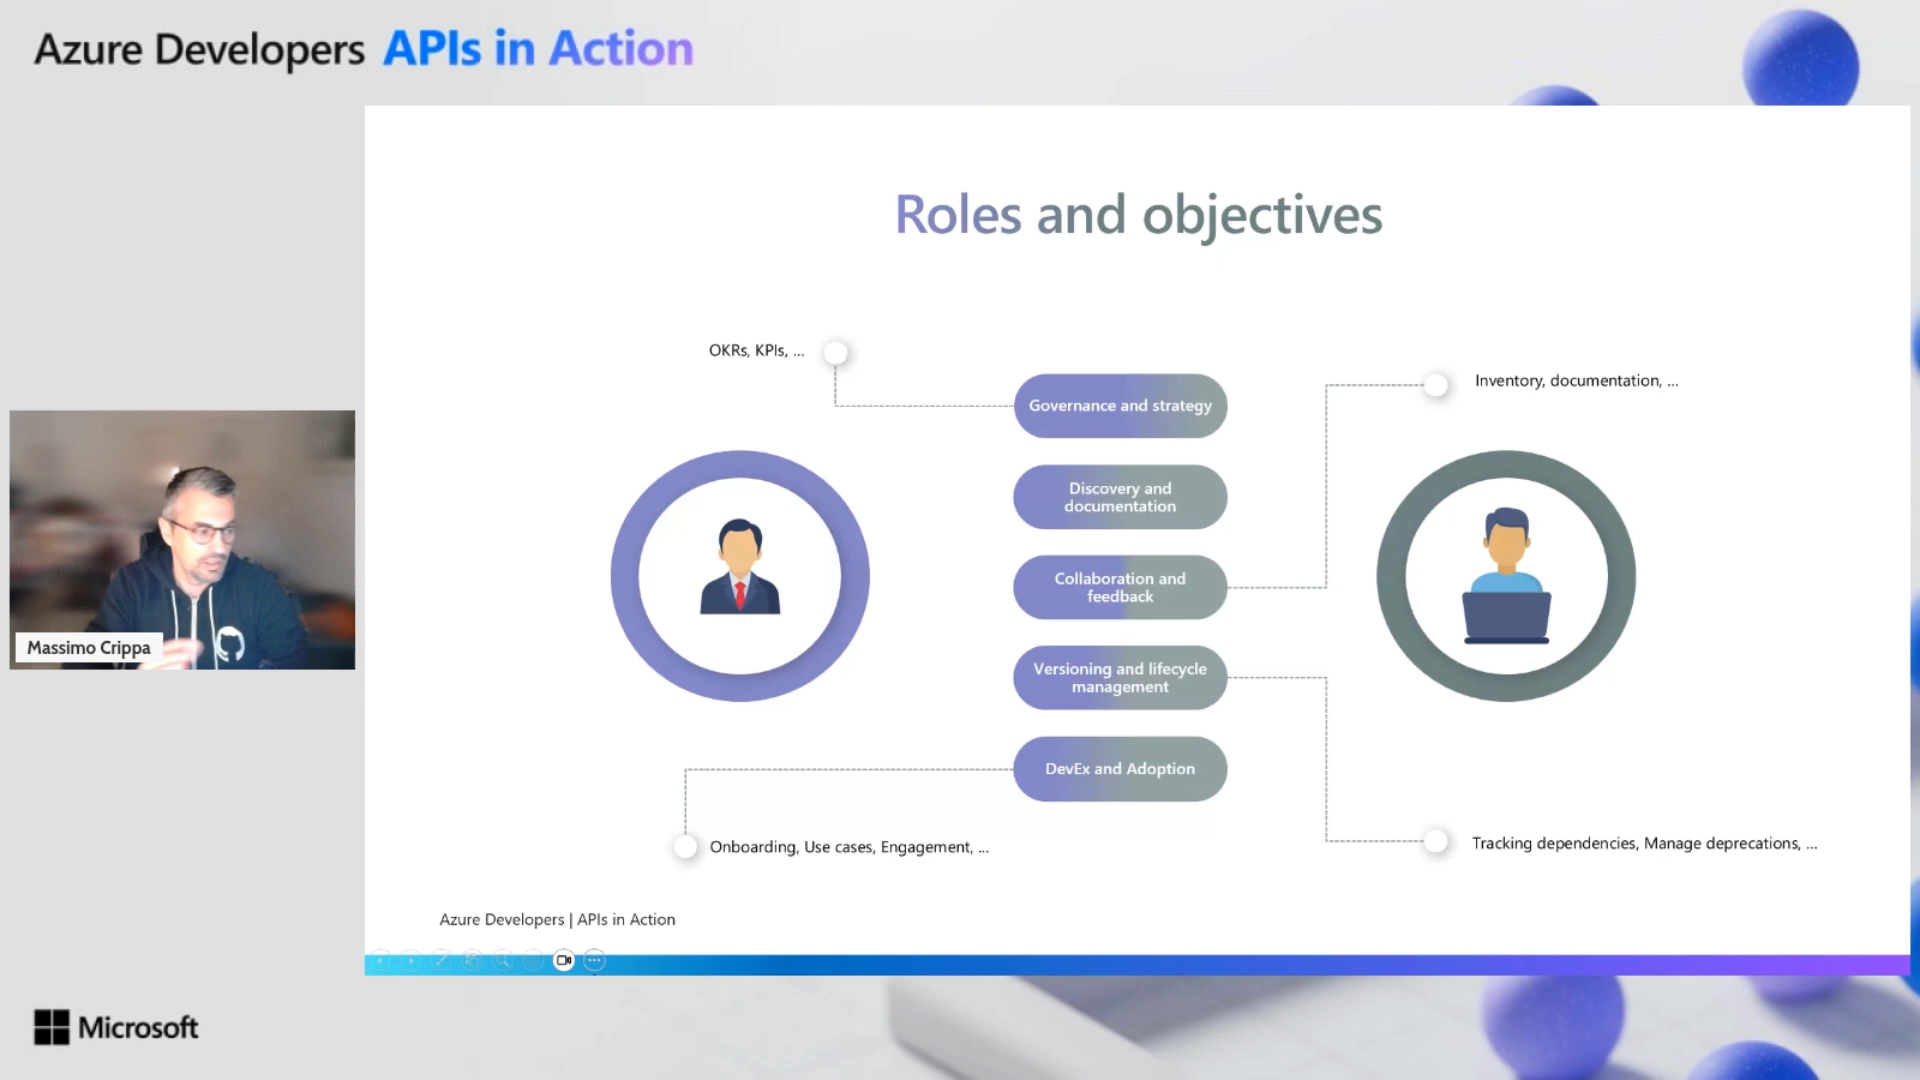 Azure Developers APIs in Action
Roles and objectives
OKRs, KPIs, ...
Governance and strategy
Inventory, documentation, ...
Discovery and
documentation
Collaboration and
feedback
Versioning and lifecycle
management
DevEx and Adoption
Onboarding, Use cases, Engagement, ...
Tracking dependencies, Manage deprecations, ...
Massimo Crippa
Azure Developers | APIs in Action
Microsoft